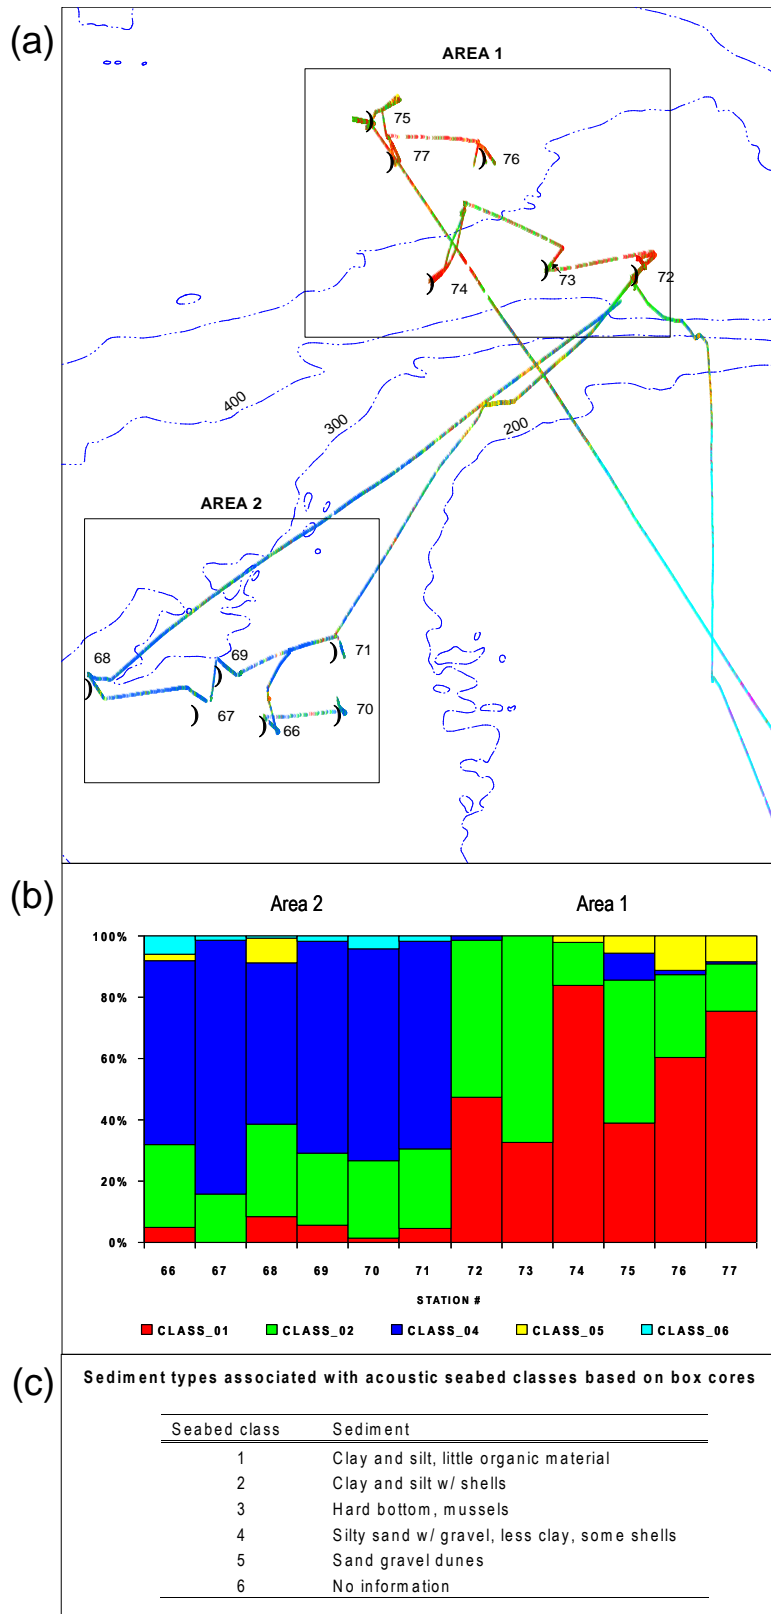 (a)
AREA 1
75
77
76
74
73
72
400
300
200
AREA 2
68
69
71
67
66
70
(b)
Area 2 Area 1
100%
80%
60%
40%
20%
0%
66 67 68 69 70 71 72 73 74 75 76 77
STATION #
CLASS_01 CLASS_02 CLASS_04 CLASS_05 CLASS_06
(c)
Sediment types associated with acoustic seabed classes based on box cores
Seabed class Sediment
1 Clay and silt, little organic material
2 Clay and silt w/ shells
3 Hard bottom, mussels
4 Silty sand w/ gravel, less clay, some shells
5 Sand gravel dunes
6 No information